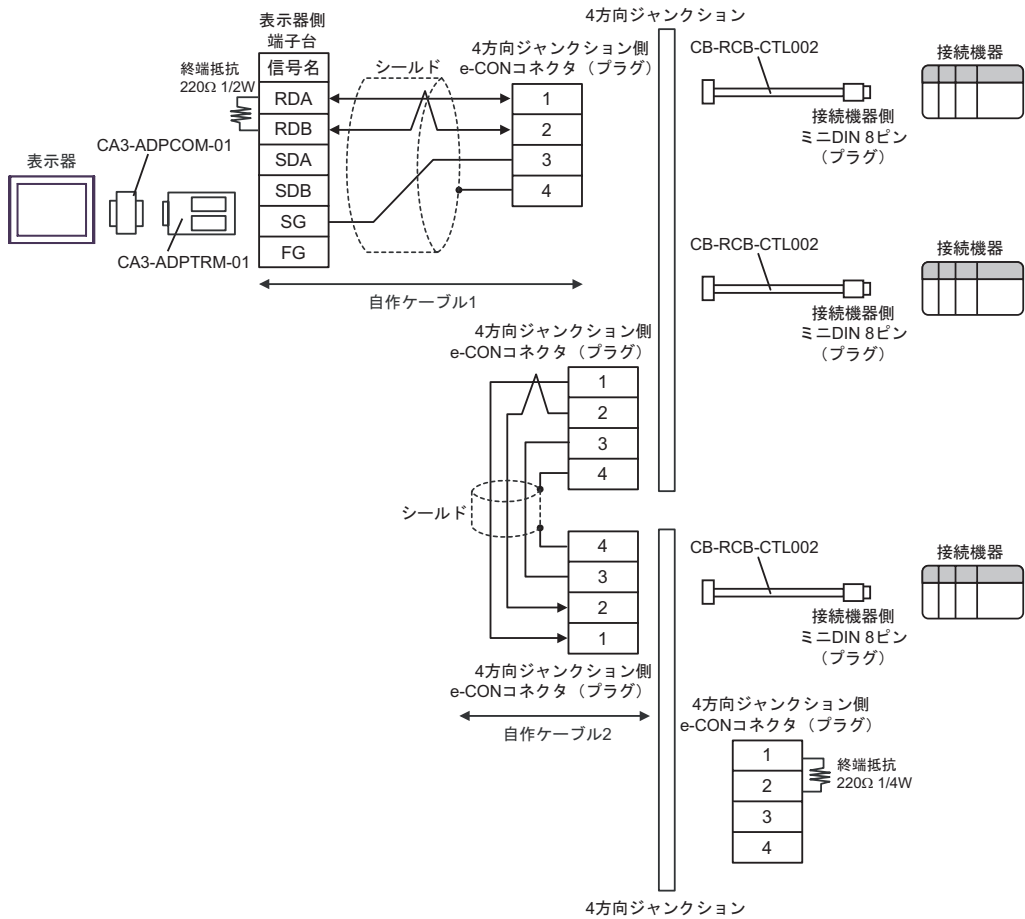 4方向ジャンクション
表示器側
端子台
信号名
RDA
RDB
SDA
SDB
SG
FG
終端抵抗
220Ω 1/2W
シールド
4方向ジャンクション側
e-CONコネクタ（プラグ）
1
2
3
4
表示器
CA3-ADPCOM-01
CA3-ADPTRM-01
自作ケーブル1
CB-RCB-CTL002
接続機器側
ミニDIN 8ピン
（プラグ）
接続機器
CB-RCB-CTL002
接続機器側
ミニDIN 8ピン
（プラグ）
接続機器
4方向ジャンクション側
e-CONコネクタ（プラグ）
1
2
3
4
シールド
4
3
2
1
4方向ジャンクション側
e-CONコネクタ（プラグ）
自作ケーブル2
CB-RCB-CTL002
接続機器側
ミニDIN 8ピン
（プラグ）
接続機器
4方向ジャンクション側
e-CONコネクタ（プラグ）
1
2
3
4
終端抵抗
220Ω 1/4W
4方向ジャンクション